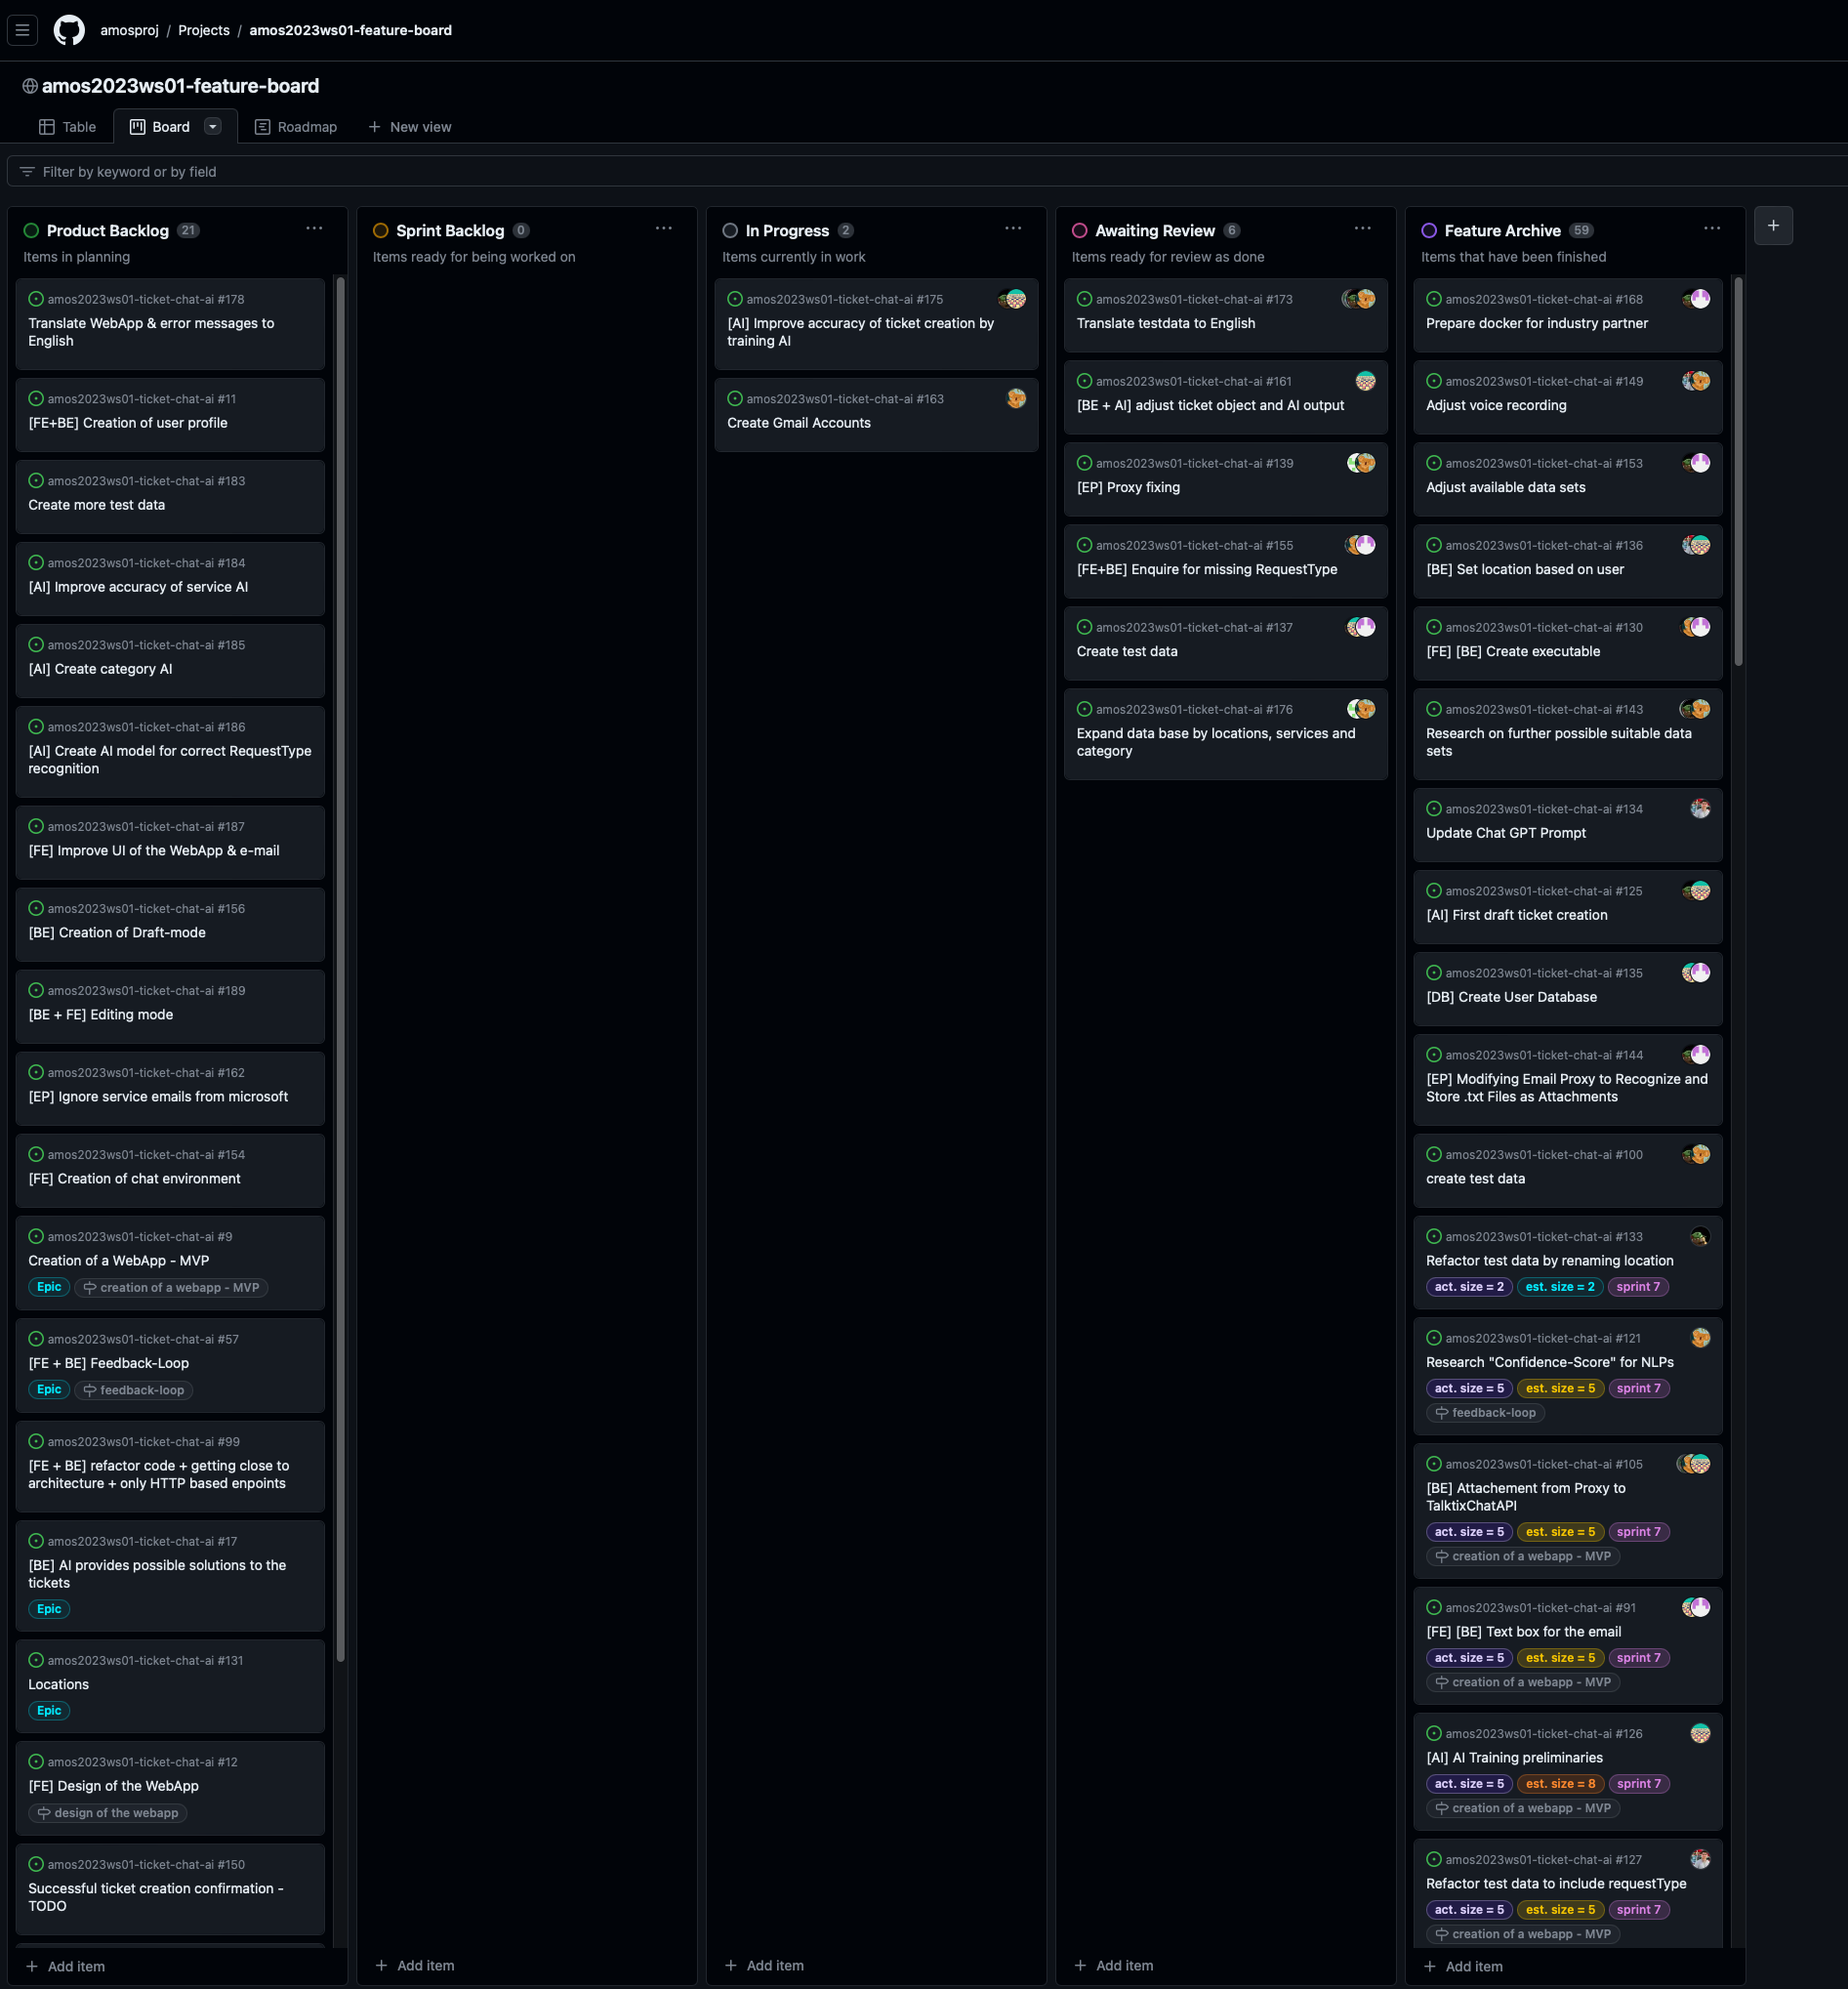 amosproj / Projects / amos2023ws01-feature-board
amos2023ws01-feature-board
Table
Board
Roadmap
New view
Filter by keyword or by field
Product Backlog 21
Items in planning
amos2023ws01-ticket-chat-ai #178
Translate WebApp & error messages to
English
amos2023ws01-ticket-chat-ai #11
[FE+BE] Creation of user profile
amos2023ws01-ticket-chat-ai #183
Create more test data
amos2023ws01-ticket-chat-ai #184
[AI] Improve accuracy of service AI
amos2023ws01-ticket-chat-ai #185
[AI] Create category AI
amos2023ws01-ticket-chat-ai #186
[AI] Create AI model for correct RequestType
recognition
amos2023ws01-ticket-chat-ai #187
[FE] Improve UI of the WebApp & e-mail
amos2023ws01-ticket-chat-ai #156
[BE] Creation of Draft-mode
amos2023ws01-ticket-chat-ai #189
[BE + FE] Editing mode
amos2023ws01-ticket-chat-ai #162
[EP] Ignore service emails from microsoft
amos2023ws01-ticket-chat-ai #154
[FE] Creation of chat environment
amos2023ws01-ticket-chat-ai #9
Creation of a WebApp - MVP
Epic creation of a webapp - MVP
amos2023ws01-ticket-chat-ai #57
[FE + BE] Feedback-Loop
Epic feedback-loop
amos2023ws01-ticket-chat-ai #99
[FE + BE] refactor code + getting close to
architecture + only HTTP based enpoints
amos2023ws01-ticket-chat-ai #17
[BE] AI provides possible solutions to the
tickets
Epic
amos2023ws01-ticket-chat-ai #131
Locations
Epic
amos2023ws01-ticket-chat-ai #12
[FE] Design of the WebApp
design of the webapp
amos2023ws01-ticket-chat-ai #150
Successful ticket creation confirmation -
TODO
Add item
Sprint Backlog 0
Items ready for being worked on
Add item
In Progress 2
Items currently in work
amos2023ws01-ticket-chat-ai #175
[AI] Improve accuracy of ticket creation by
training AI
amos2023ws01-ticket-chat-ai #163
Create Gmail Accounts
Add item
Awaiting Review 6
Items ready for review as done
amos2023ws01-ticket-chat-ai #173
Translate testdata to English
amos2023ws01-ticket-chat-ai #161
[BE + AI] adjust ticket object and AI output
amos2023ws01-ticket-chat-ai #139
[EP] Proxy fixing
amos2023ws01-ticket-chat-ai #155
[FE+BE] Enquire for missing RequestType
amos2023ws01-ticket-chat-ai #137
Create test data
amos2023ws01-ticket-chat-ai #176
Expand data base by locations, services and
category
Add item
Feature Archive 59
Items that have been finished
amos2023ws01-ticket-chat-ai #168
Prepare docker for industry partner
amos2023ws01-ticket-chat-ai #149
Adjust voice recording
amos2023ws01-ticket-chat-ai #153
Adjust available data sets
amos2023ws01-ticket-chat-ai #136
[BE] Set location based on user
amos2023ws01-ticket-chat-ai #130
[FE] [BE] Create executable
amos2023ws01-ticket-chat-ai #143
Research on further possible suitable data
sets
amos2023ws01-ticket-chat-ai #134
Update Chat GPT Prompt
amos2023ws01-ticket-chat-ai #125
[AI] First draft ticket creation
amos2023ws01-ticket-chat-ai #135
[DB] Create User Database
amos2023ws01-ticket-chat-ai #144
[EP] Modifying Email Proxy to Recognize and
Store .txt Files as Attachments
amos2023ws01-ticket-chat-ai #100
create test data
amos2023ws01-ticket-chat-ai #133
Refactor test data by renaming location
act. size = 2 est. size = 2 sprint 7
amos2023ws01-ticket-chat-ai #121
Research "Confidence-Score" for NLPs
act. size = 5 est. size = 5 sprint 7
feedback-loop
amos2023ws01-ticket-chat-ai #105
[BE] Attachement from Proxy to
TalktixChatAPI
act. size = 5 est. size = 5 sprint 7
creation of a webapp - MVP
amos2023ws01-ticket-chat-ai #91
[FE] [BE] Text box for the email
act. size = 5 est. size = 5 sprint 7
creation of a webapp - MVP
amos2023ws01-ticket-chat-ai #126
[AI] AI Training preliminaries
act. size = 5 est. size = 8 sprint 7
creation of a webapp - MVP
amos2023ws01-ticket-chat-ai #127
Refactor test data to include requestType
act. size = 5 est. size = 5 sprint 7
creation of a webapp - MVP
Add item